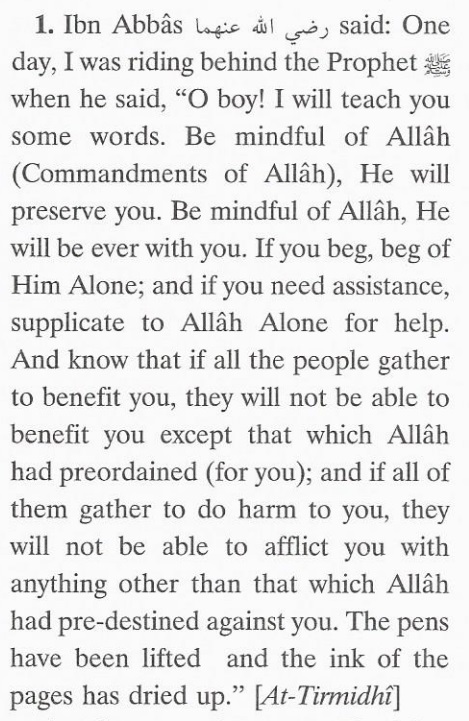 1. Ibn Abbâs رضي الله عنهما said: One
day, I was riding behind the Prophet ﷺ
when he said, “O boy! I will teach you
some words. Be mindful of Allâh
(Commandments of Allâh), He will
preserve you. Be mindful of Allâh, He
will be ever with you. If you beg, beg of
Him Alone; and if you need assistance,
supplicate to Allâh Alone for help.
And know that if all the people gather
to benefit you, they will not be able to
benefit you except that which Allâh
had preordained (for you); and if all of
them gather to do harm to you, they
will not be able to afflict you with
anything other than that which Allâh
had pre-destined against you. The pens
have been lifted and the ink of the
pages has dried up.” [At-Tirmidhî]